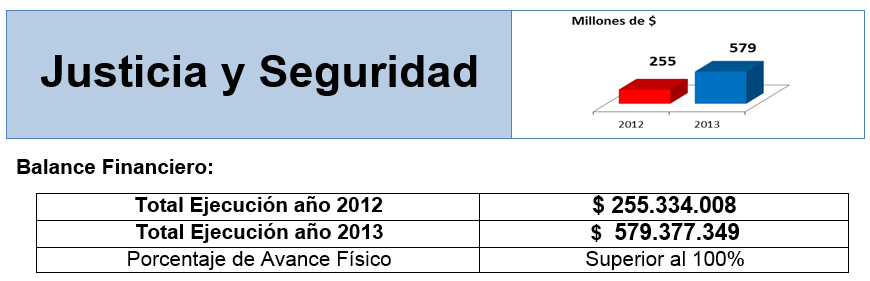 Justicia y Seguridad
Millones de $
255
579
2012
2013
Balance Financiero:
Total Ejecución año 2012 $ 255.334.008
Total Ejecución año 2013 $ 579.377.349
Porcentaje de Avance Físico Superior al 100%